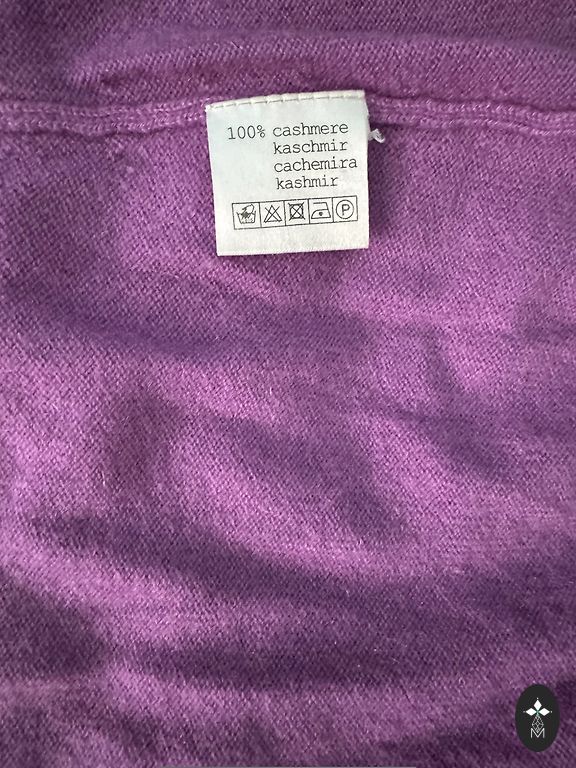 100% cashmere
kaschmir
cachemira
kashmir
P
M